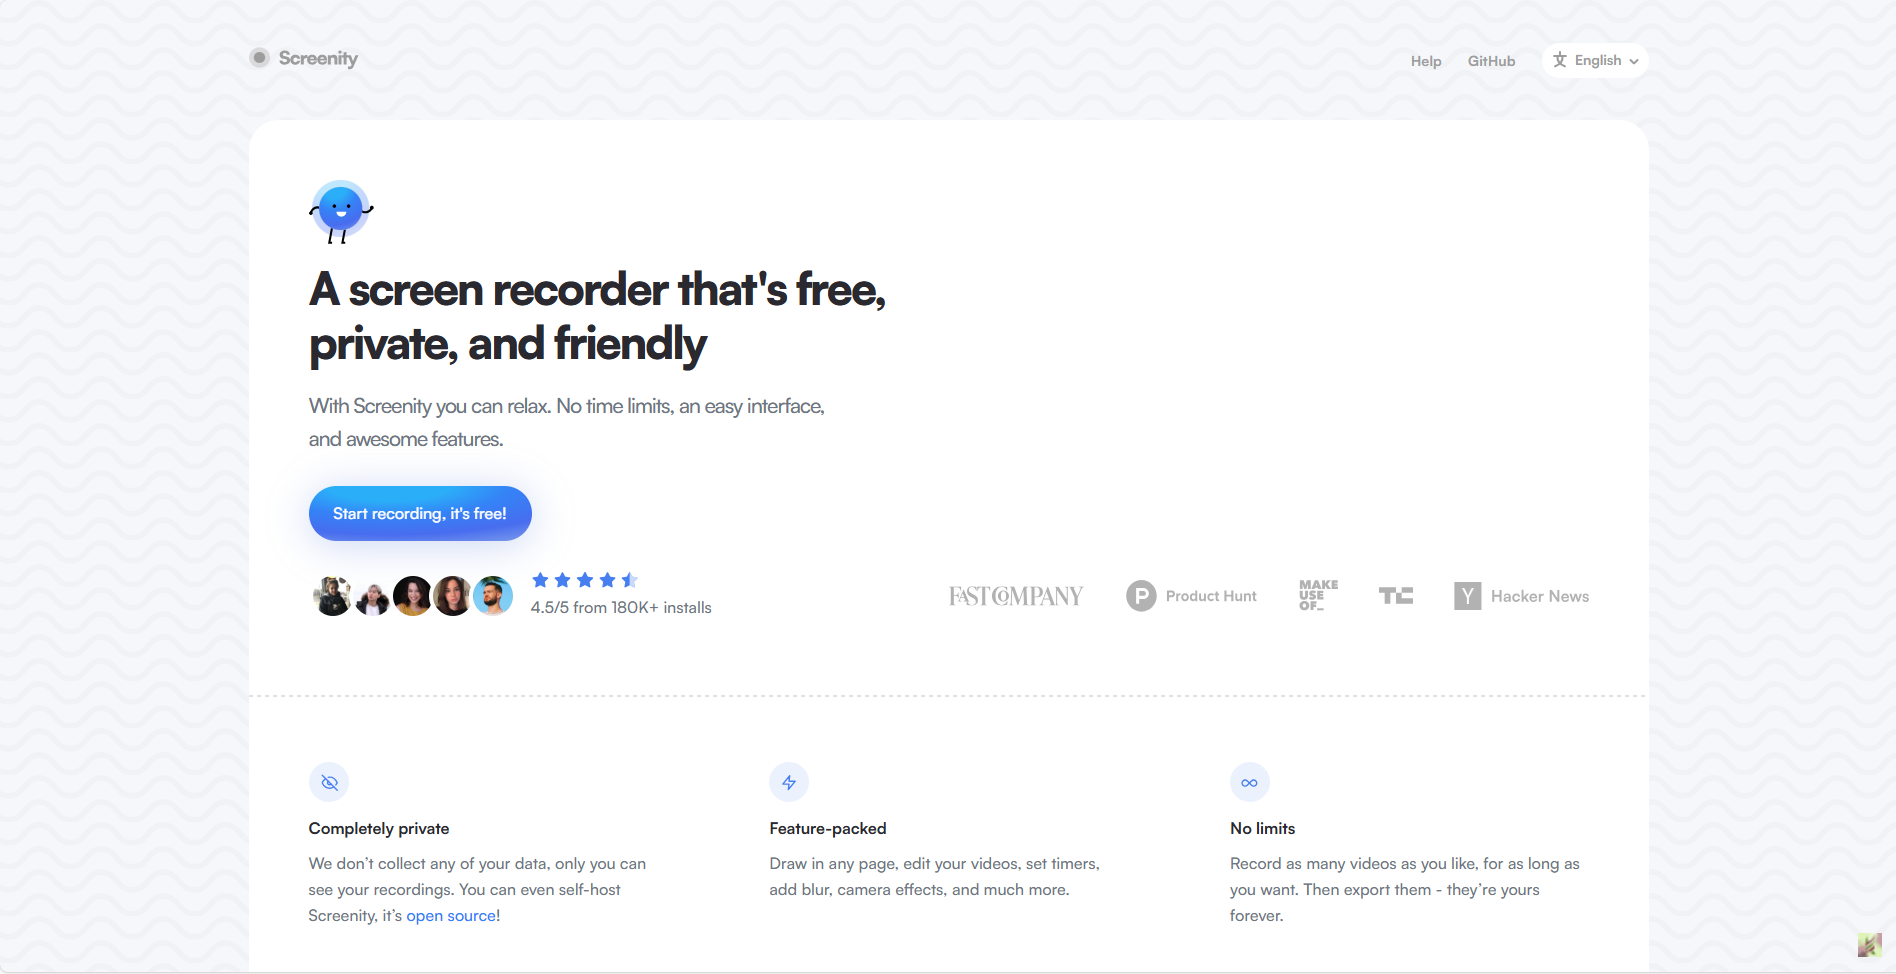 Screenity
Help
GitHub
English
A screen recorder that's free,
private, and friendly
With Screenity you can relax. No time limits, an easy interface,
and awesome features.
Start recording, it's free!
4.5/5 from 180K+ installs
FAST COMPANY
P Product Hunt
MAKE
USE
OF_
TC
Y Hacker News
Completely private
We don’t collect any of your data, only you can
see your recordings. You can even self-host
Screenity, it’s open source!
Feature-packed
Draw in any page, edit your videos, set timers,
add blur, camera effects, and much more.
No limits
Record as many videos as you like, for as long as
you want. Then export them - they’re yours
forever.